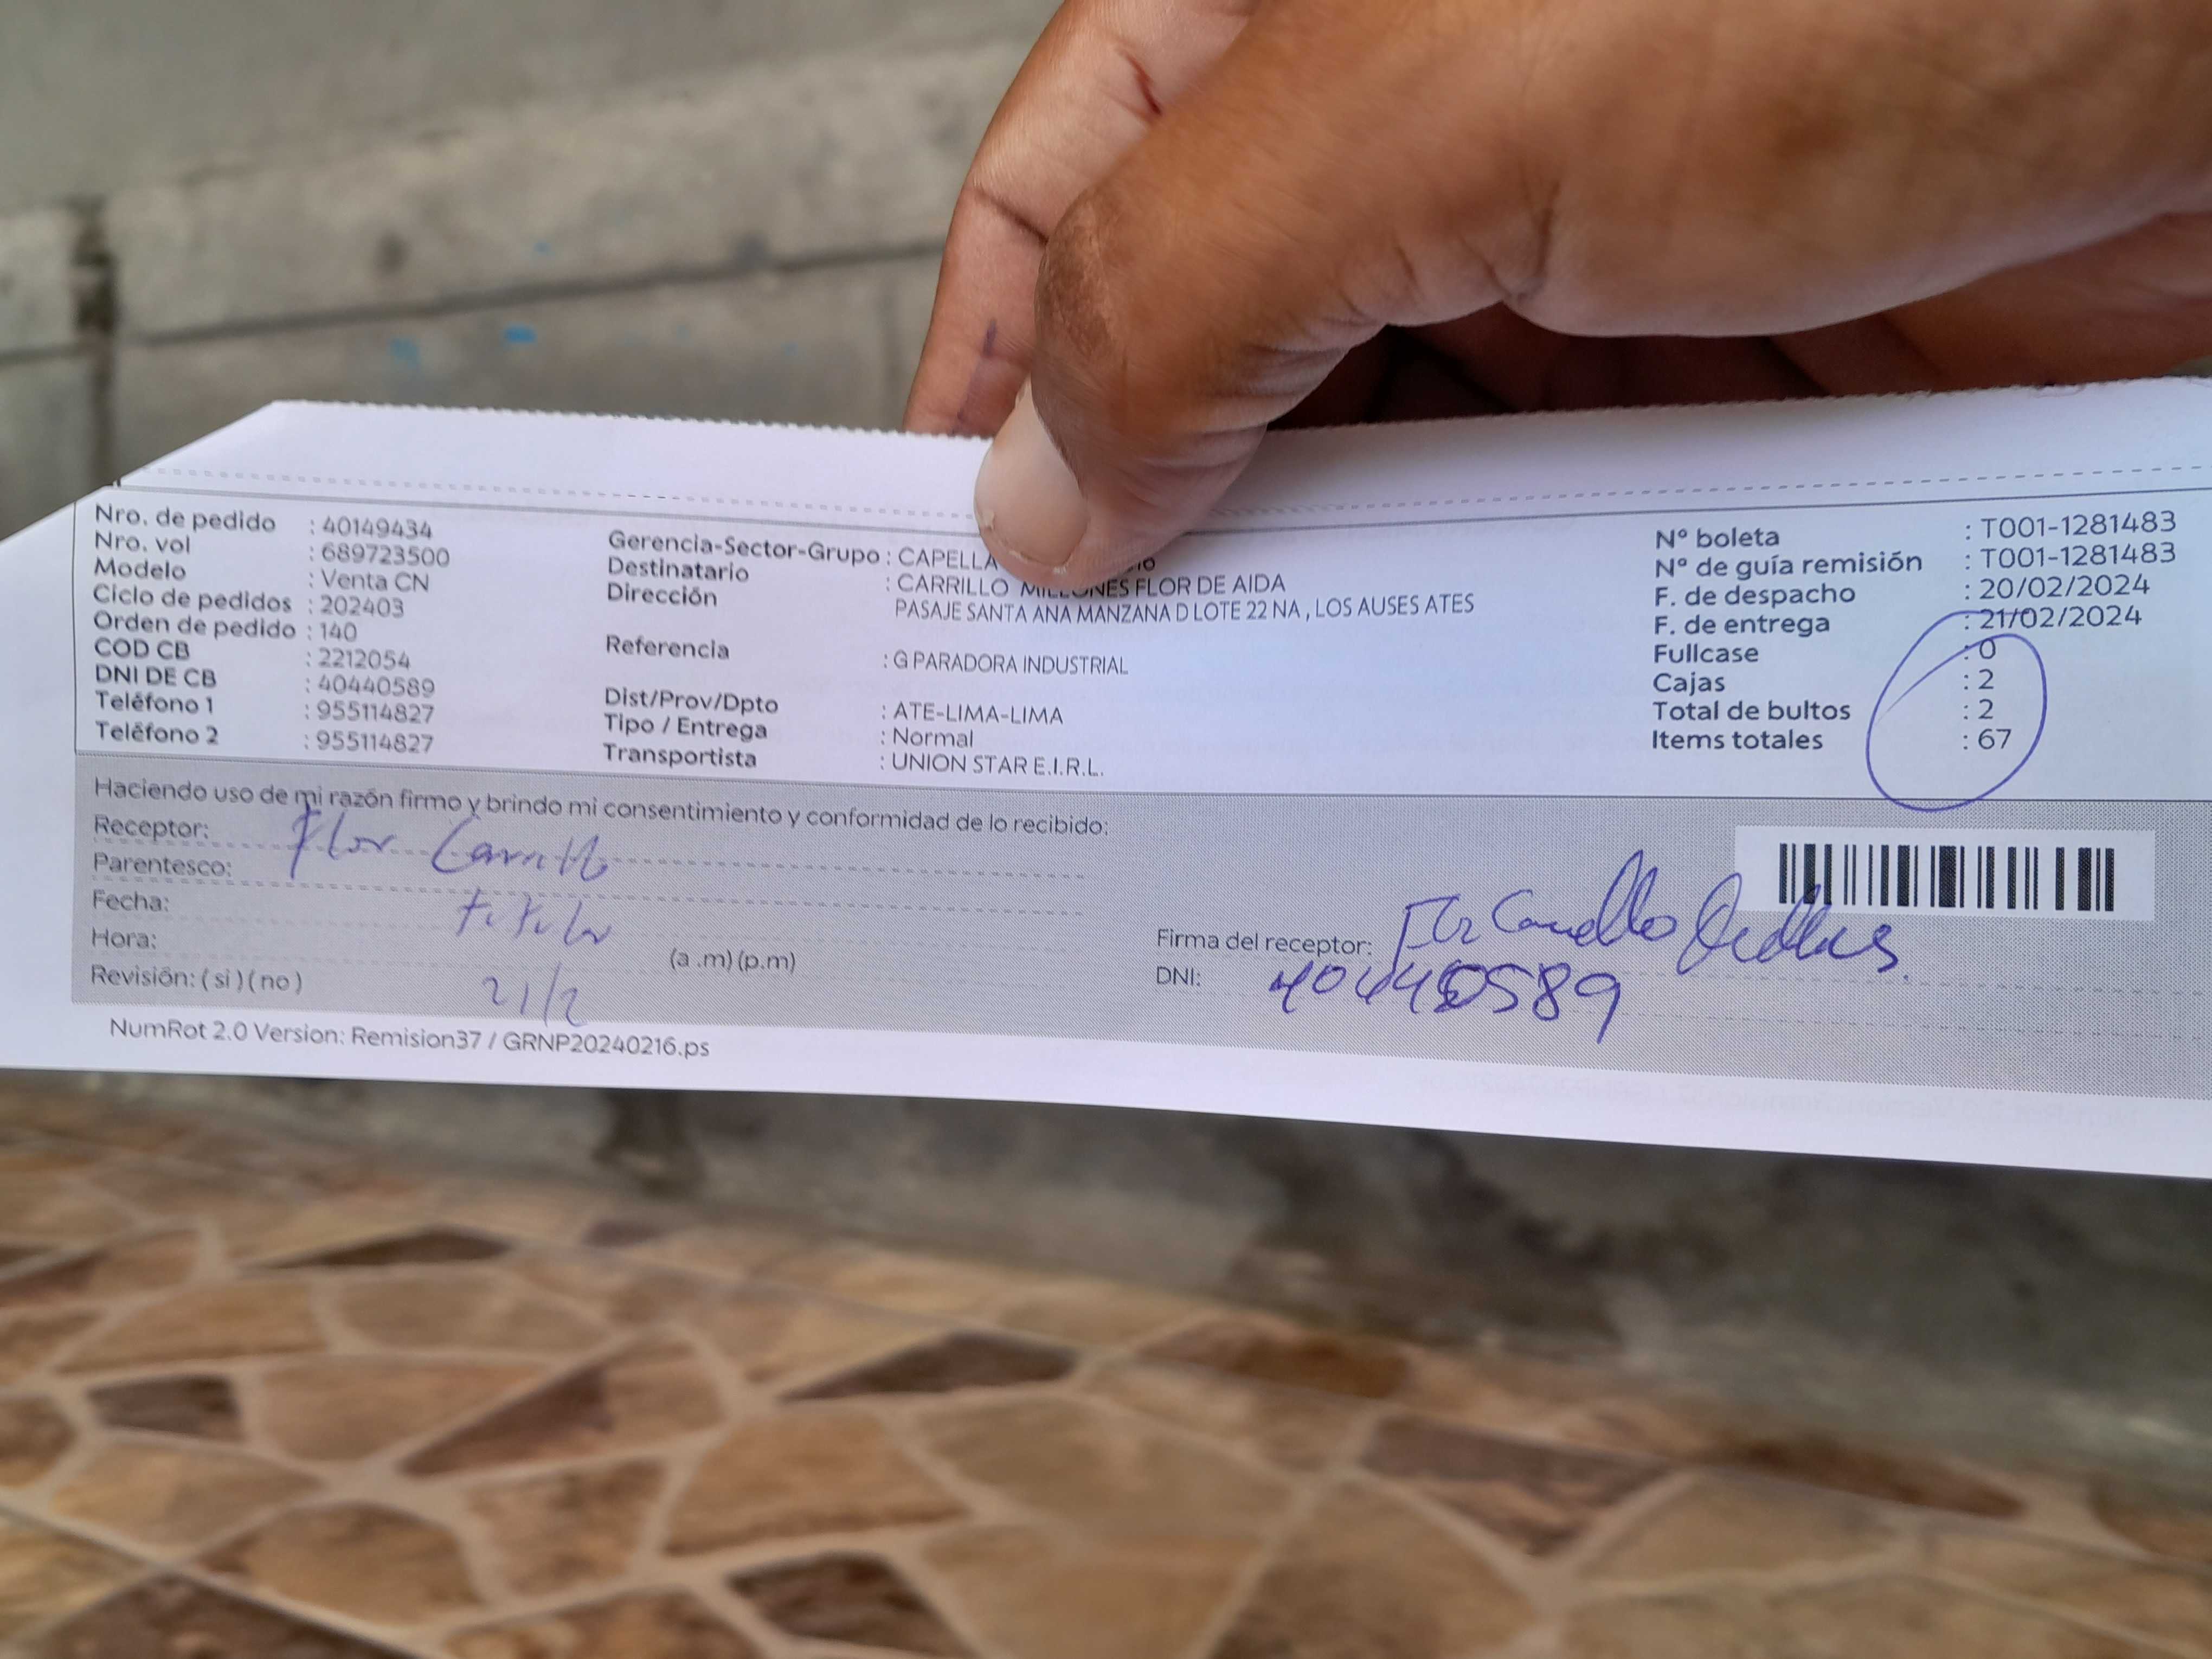 Nro. de pedido : 40149434
Nro. vol : 689723500
Modelo : Venta CN
Ciclo de pedidos : 202403
Orden de pedido : 140
COD CB : 2212054
DNI DE CB : 40440589
Teléfono 1 : 955114827
Teléfono 2 : 955114827
Gerencia-Sector-Grupo : CAPELLA
Destinatario : CARRILLO MILLONES FLOR DE AIDA
Dirección PASAJE SANTA ANA MANZANA D LOTE 22 NA , LOS AUSES ATES
Referencia : G PARADORA INDUSTRIAL
Dist/Prov/Dpto : ATE-LIMA-LIMA
Tipo / Entrega : Normal
Transportista : UNION STAR E.I.R.L.
N° boleta : T001-1281483
N° de guía remisión : T001-1281483
F. de despacho : 20/02/2024
F. de entrega : 21/02/2024
Fullcase : 0
Cajas : 2
Total de bultos : 2
Items totales : 67
Haciendo uso de mi razón firmo y brindo mi consentimiento y conformidad de lo recibido:
Receptor: Flor Carrillo
Parentesco: titular
Fecha: 21/2
Hora: (a .m) (p.m)
Revisión: ( si ) ( no )
Firma del receptor: Flor Carrillo
DNI: 40440589
NumRot 2.0 Version: Remision37 / GRNP20240216.ps